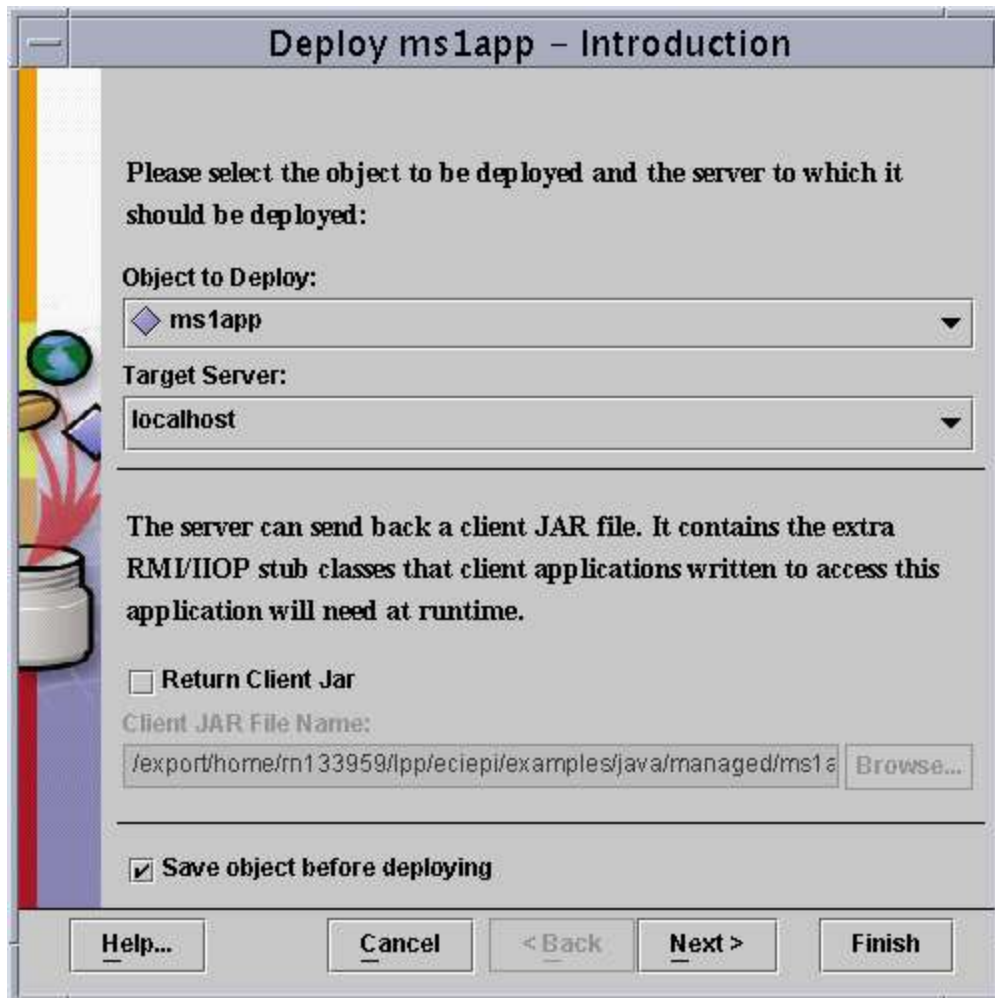 Deploy ms1app – Introduction
Please select the object to be deployed and the server to which it
should be deployed:
Object to Deploy:
ms1app
Target Server:
localhost
The server can send back a client JAR file. It contains the extra
RMI/IIOP stub classes that client applications written to access this
application will need at runtime.
Return Client Jar
Client JAR File Name:
/export/home/rn133959/lpp/eciepi/examples/java/managed/ms1a
Browse...
Save object before deploying
Help...
Cancel
< Back
Next >
Finish